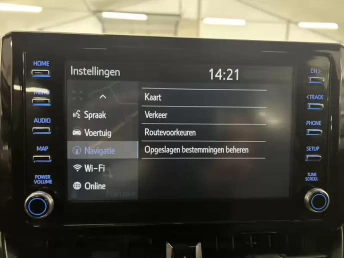 Instellingen 14:21
HOME
MENU
AUDIO
MAP
POWER
VOLUME
Spraak
Voertuig
Navigatie
Wi-Fi
Online
Kaart
Verkeer
Routevoorkeuren
Opgeslagen bestemmingen beheren
TRACK
PHONE
SETUP
TUNE
SCROLL